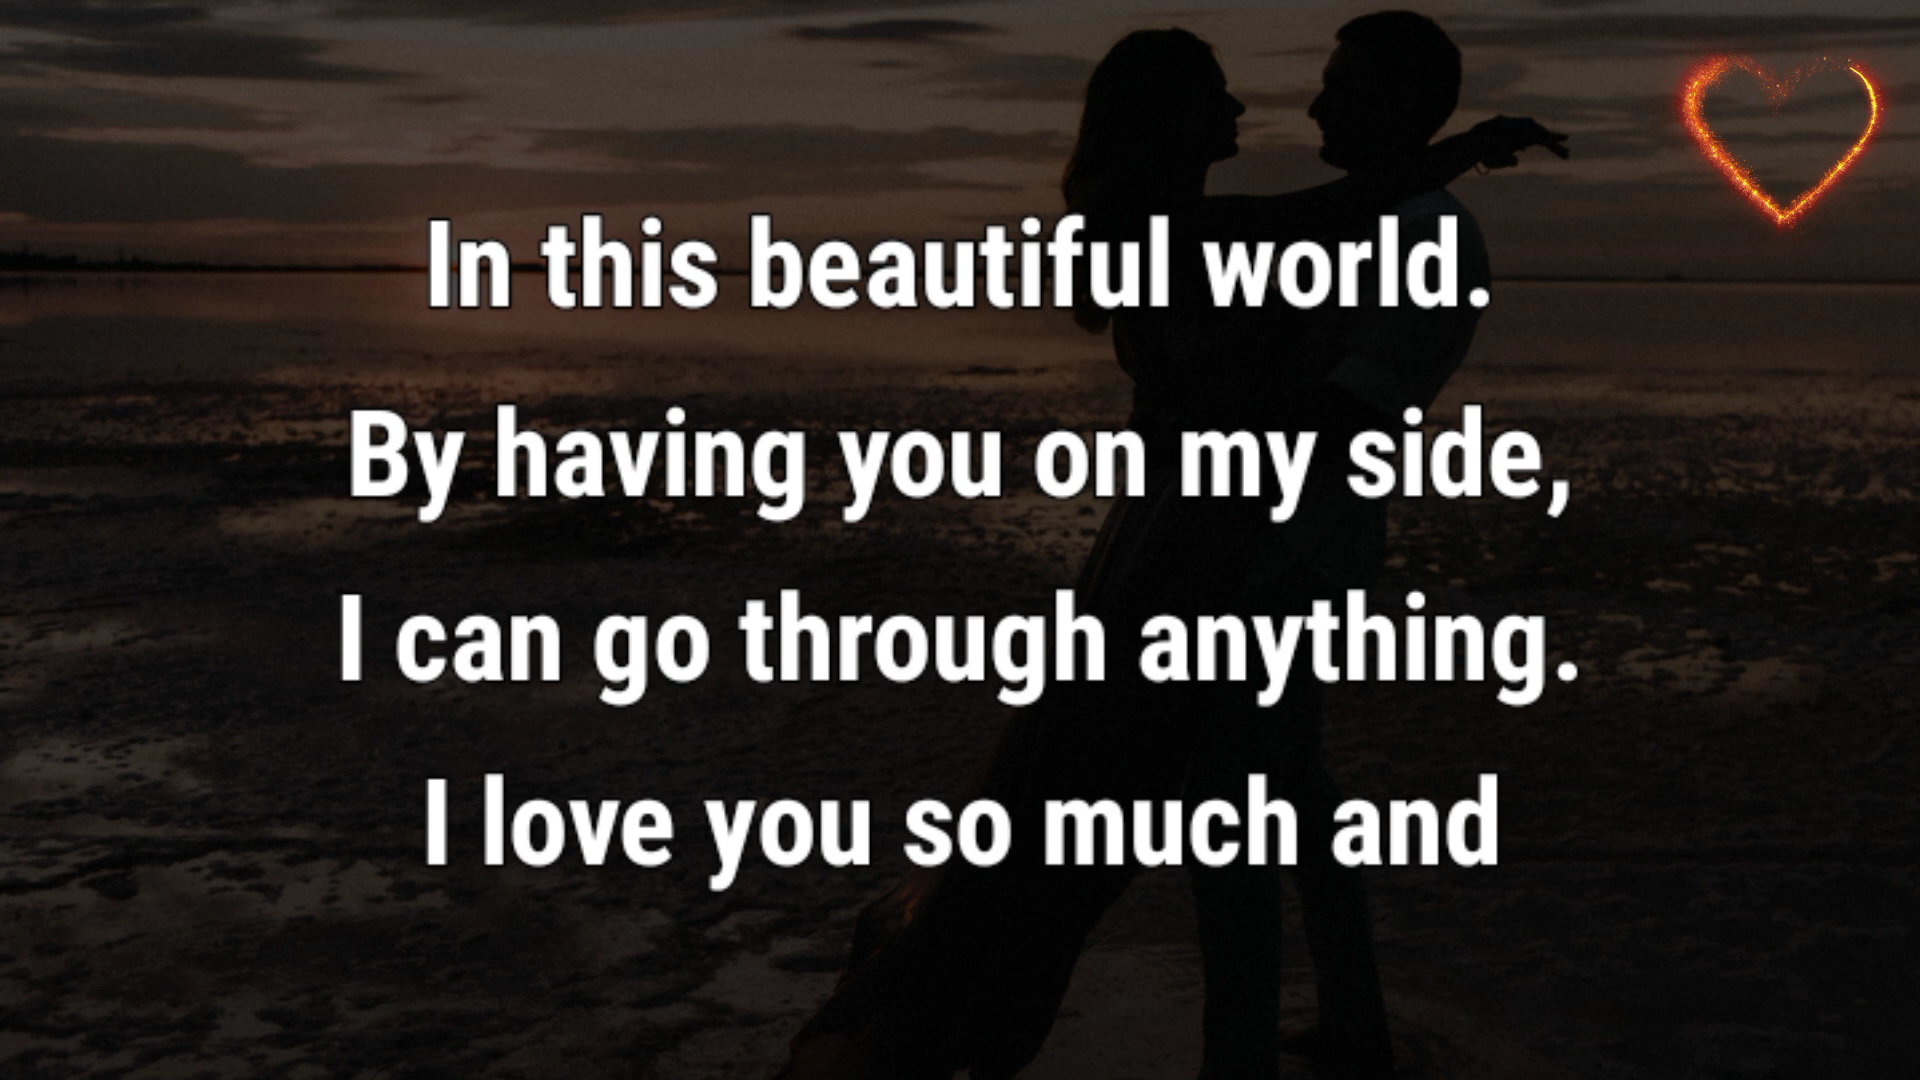 In this beautiful world.
By having you on my side,
I can go through anything.
I love you so much and